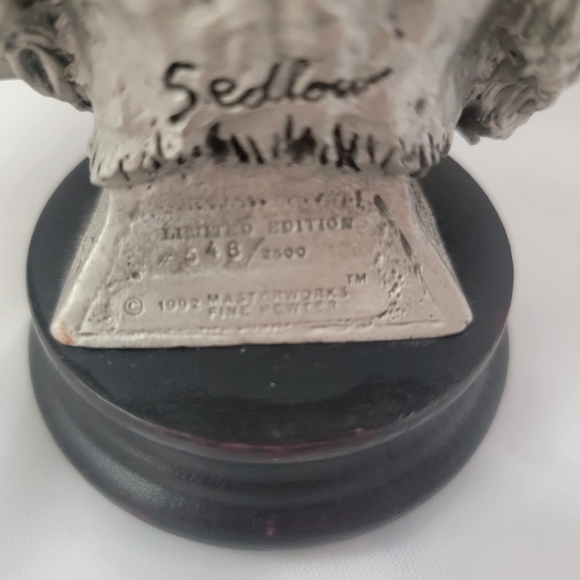 Sedlow
LIMITED EDITION
548/2500
™
© 1992 MASTERWORKS
FINE PEWTER